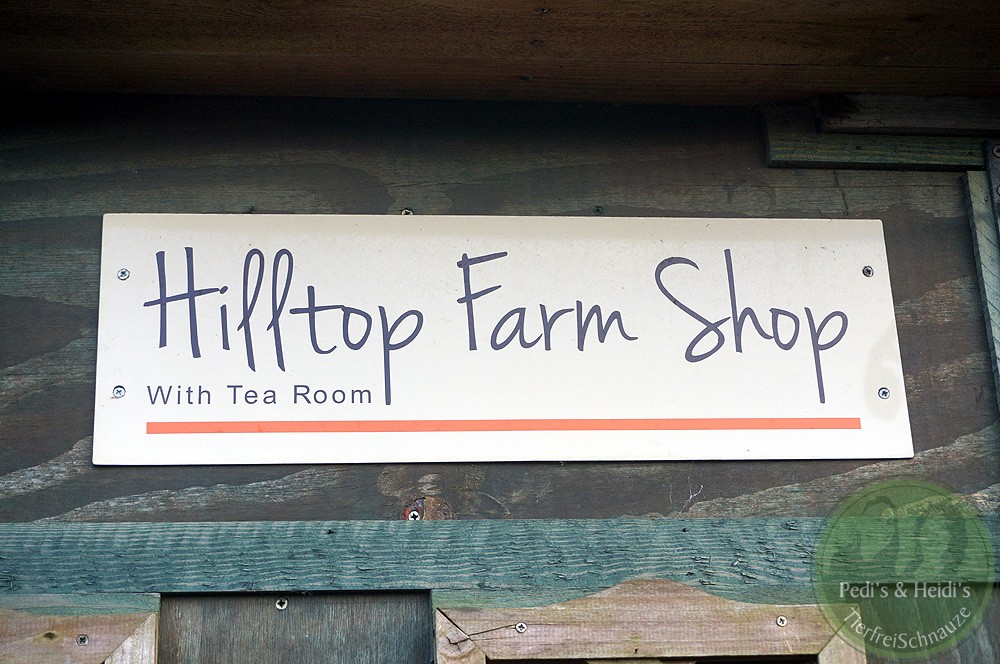 Hilltop Farm Shop
With Tea Room
Pedi's & Heidi's
TierfreiSchnauze